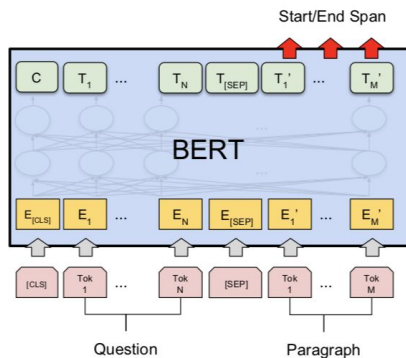 Start/End Span
C T1 ... TN T[SEP] T1' ... TM'
BERT
E[CLS] E1 ... EN E[SEP] E1' ... EM'
[CLS] Tok 1 ... Tok N [SEP] Tok 1 ... Tok M
Question Paragraph